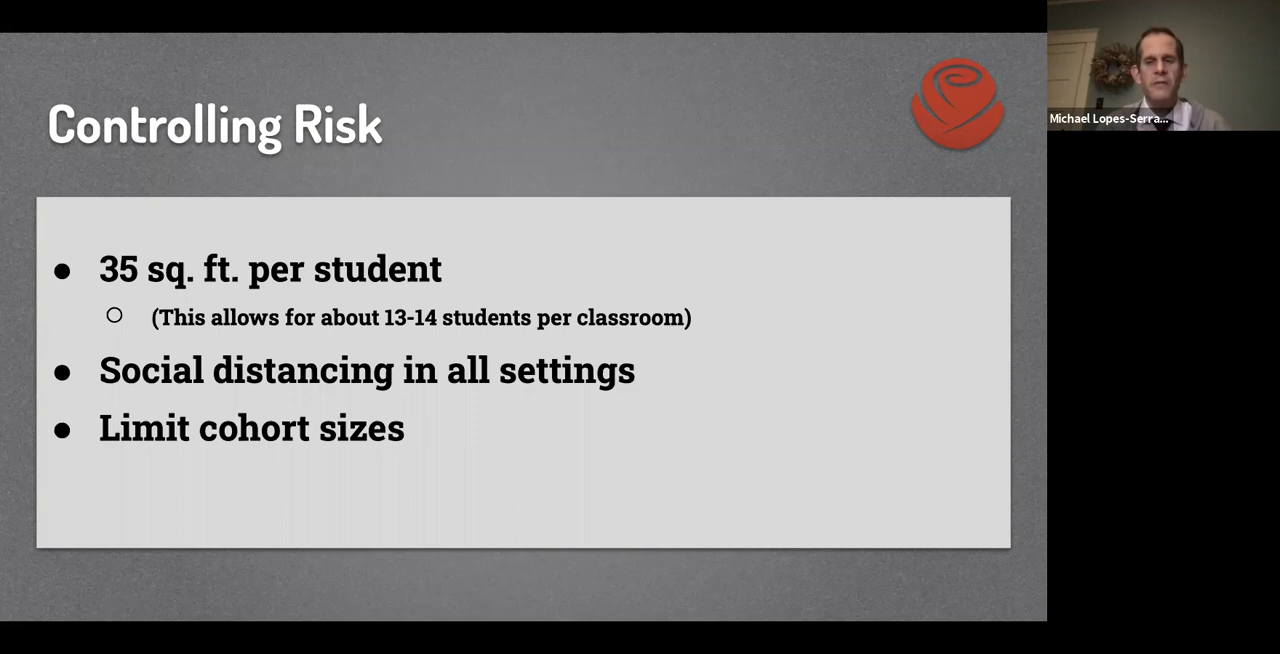 Controlling Risk
35 sq. ft. per student
(This allows for about 13-14 students per classroom)
Social distancing in all settings
Limit cohort sizes
Michael Lopes-Serra...